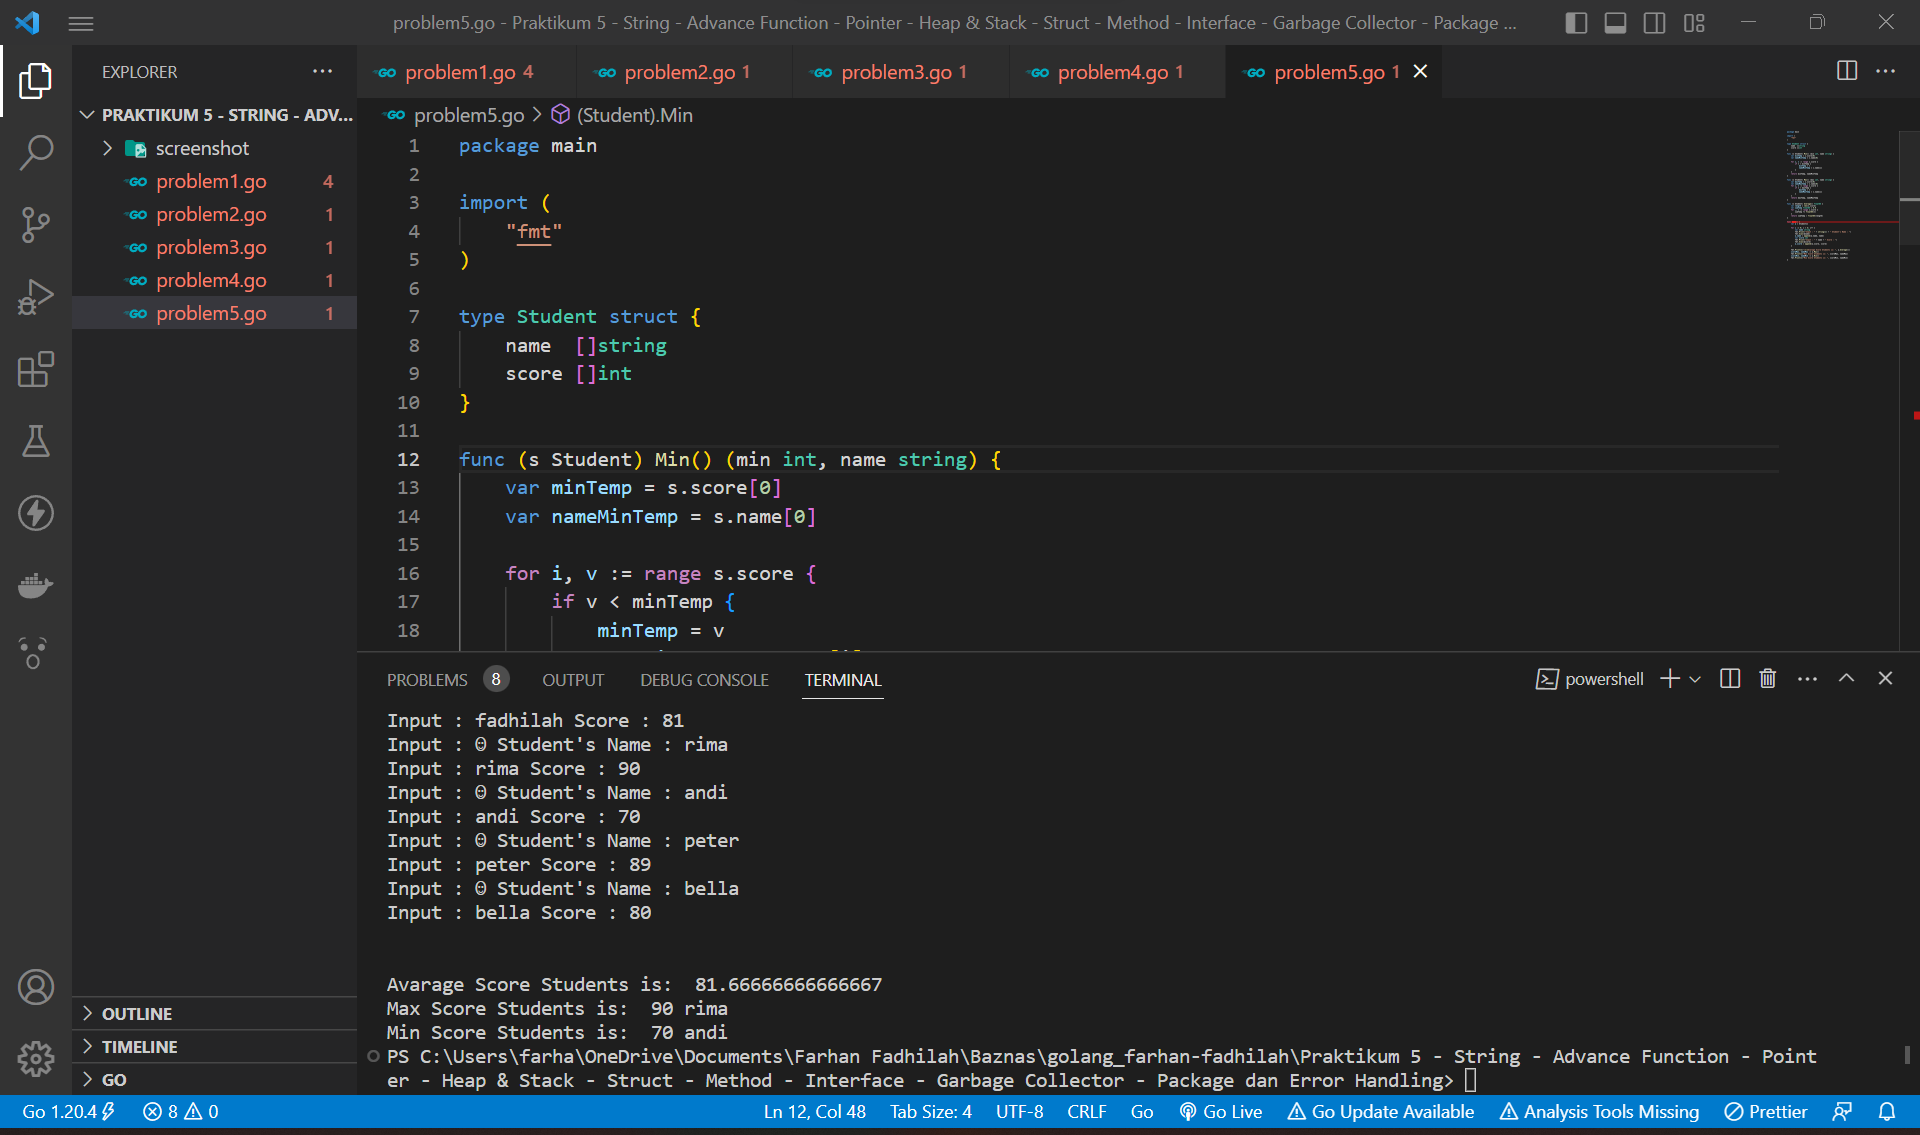 problem5.go - Praktikum 5 - String - Advance Function - Pointer - Heap & Stack - Struct - Method - Interface - Garbage Collector - Package ...
EXPLORER
PRAKTIKUM 5 - STRING - ADV...
screenshot
problem1.go 4
problem2.go 1
problem3.go 1
problem4.go 1
problem5.go 1
OUTLINE
TIMELINE
GO
problem1.go 4
problem2.go 1
problem3.go 1
problem4.go 1
problem5.go 1
problem5.go > (Student).Min
1 package main
2
3 import (
4 "fmt"
5 )
6
7 type Student struct {
8 name []string
9 score []int
10 }
11
12 func (s Student) Min() (min int, name string) {
13 var minTemp = s.score[0]
14 var nameMinTemp = s.name[0]
15
16 for i, v := range s.score {
17 if v < minTemp {
18 minTemp = v
PROBLEMS 8 OUTPUT DEBUG CONSOLE TERMINAL
powershell
Input : fadhilah Score : 81
Input : ☺ Student's Name : rima
Input : rima Score : 90
Input : ☺ Student's Name : andi
Input : andi Score : 70
Input : ☺ Student's Name : peter
Input : peter Score : 89
Input : ☺ Student's Name : bella
Input : bella Score : 80
Avarage Score Students is:  81.66666666666667
Max Score Students is:  90 rima
Min Score Students is:  70 andi
PS C:\Users\farha\OneDrive\Documents\Farhan Fadhilah\Baznas\golang_farhan-fadhilah\Praktikum 5 - String - Advance Function - Point
er - Heap & Stack - Struct - Method - Interface - Garbage Collector - Package dan Error Handling>
Go 1.20.4 8 0 Ln 12, Col 48 Tab Size: 4 UTF-8 CRLF Go Go Live Go Update Available Analysis Tools Missing Prettier